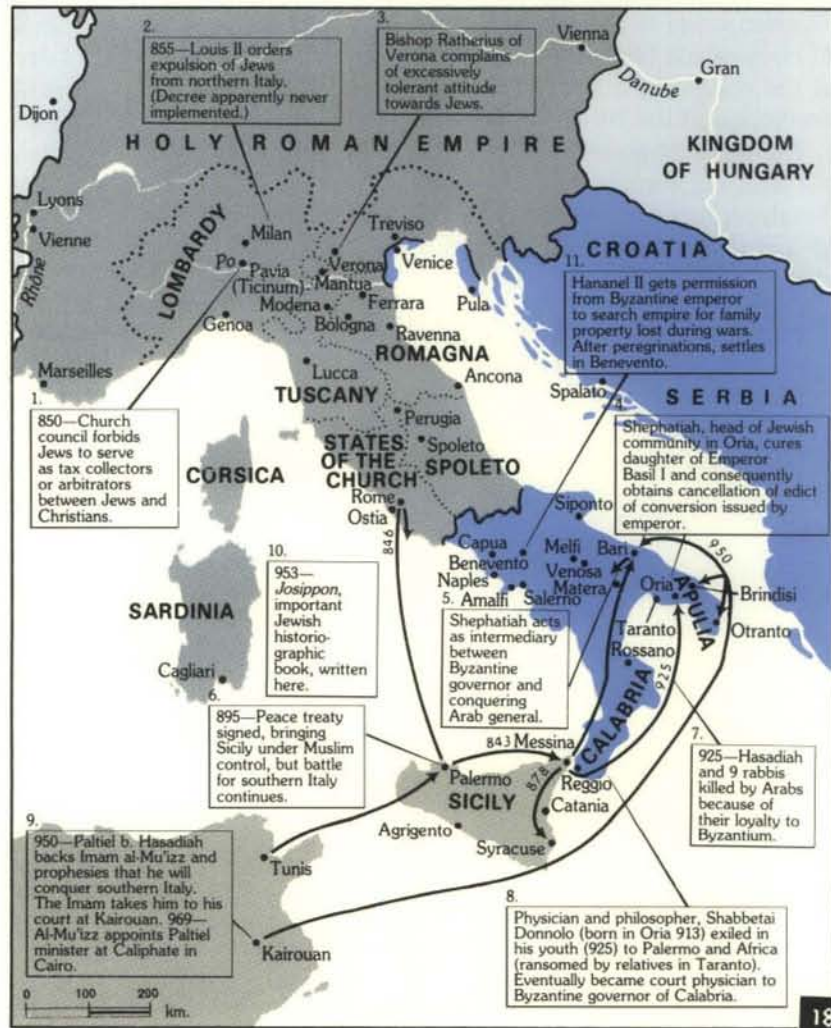 2.
855—Louis II orders
expulsion of Jews
from northern Italy.
(Decree apparently never
implemented.)
3.
Bishop Ratherius of
Verona complains
of excessively
tolerant attitude
towards Jews.
Vienna
Danube
Gran
Dijon
HOLY ROMAN EMPIRE
KINGDOM
OF HUNGARY
Lyons
Vienne
Rhône
LOMBARDY
Milan
Po
Pavia
(Ticinum)
Treviso
Verona
Venice
Mantua
Modena
Ferrara
Bologna
Genoa
Ravenna
ROMAGNA
Pula
CROATIA
11.
Hananel II gets permission
from Byzantine emperor
to search empire for family
property lost during wars.
After peregrinations, settles
in Benevento.
Marseilles
Lucca
TUSCANY
Ancona
Spalato
SERBIA
1.
850—Church
council forbids
Jews to serve
as tax collectors
or arbitrators
between Jews and
Christians.
CORSICA
Perugia
STATES
OF THE
CHURCH
Spoleto
SPOLETO
Rome
Ostia
846
4.
Shephatiah, head of Jewish
community in Oria, cures
daughter of Emperor
Basil I and consequently
obtains cancellation of edict
of conversion issued by
emperor.
Siponto
Capua
Benevento
Naples
Amalfi
Salerno
Melfi
Venosa
Matera
Bari
950
Oria
APULIA
Brindisi
Taranto
Otranto
Rossano
925
CALABRIA
10.
953—
Josippon,
important
Jewish
historio-
graphic
book, written
here.
SARDINIA
Cagliari
5.
Shephatiah acts
as intermediary
between
Byzantine
governor and
conquering
Arab general.
6.
895—Peace treaty
signed, bringing
Sicily under Muslim
control, but battle
for southern Italy
continues.
843
Messina
Palermo
Reggio
878
SICILY
Catania
Agrigento
Syracuse
7.
925—Hasadiah
and 9 rabbis
killed by Arabs
because of
their loyalty to
Byzantium.
9.
950—Paltiel b. Hasadiah
backs Imam al-Mu'izz and
prophesies that he will
conquer southern Italy.
The Imam takes him to his
court at Kairouan. 969—
Al-Mu'izz appoints Paltiel
minister at Caliphate in
Cairo.
Tunis
Kairouan
8.
Physician and philosopher, Shabbetai
Donnolo (born in Oria 913) exiled in
his youth (925) to Palermo and Africa
(ransomed by relatives in Taranto).
Eventually became court physician to
Byzantine governor of Calabria.
0 100 200
km.
18